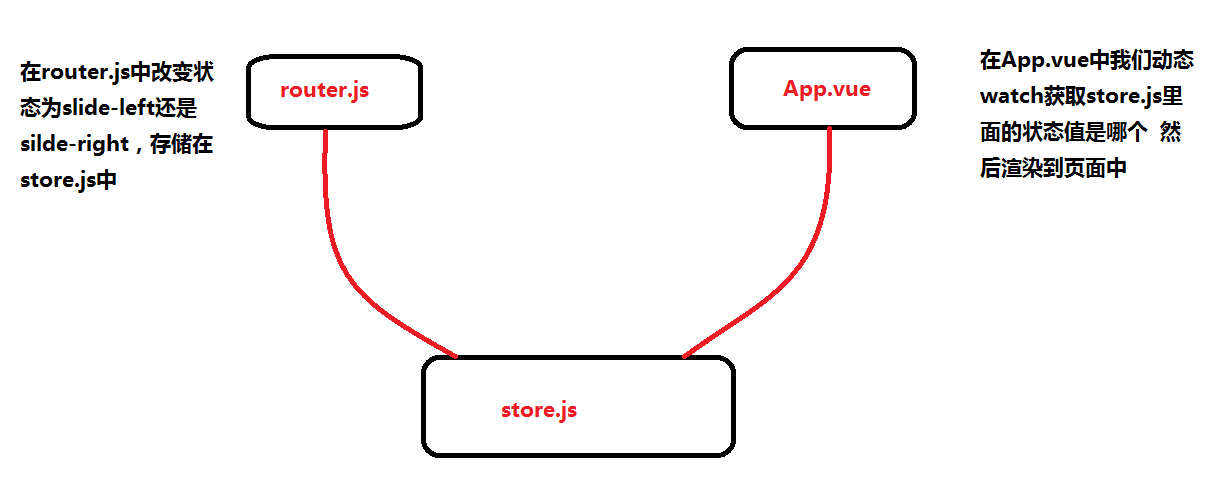 在router.js中改变状
态为slide-left还是
silde-right，存储在
store.js中
router.js
App.vue
在App.vue中我们动态
watch获取store.js里
面的状态值是哪个 然
后渲染到页面中
store.js